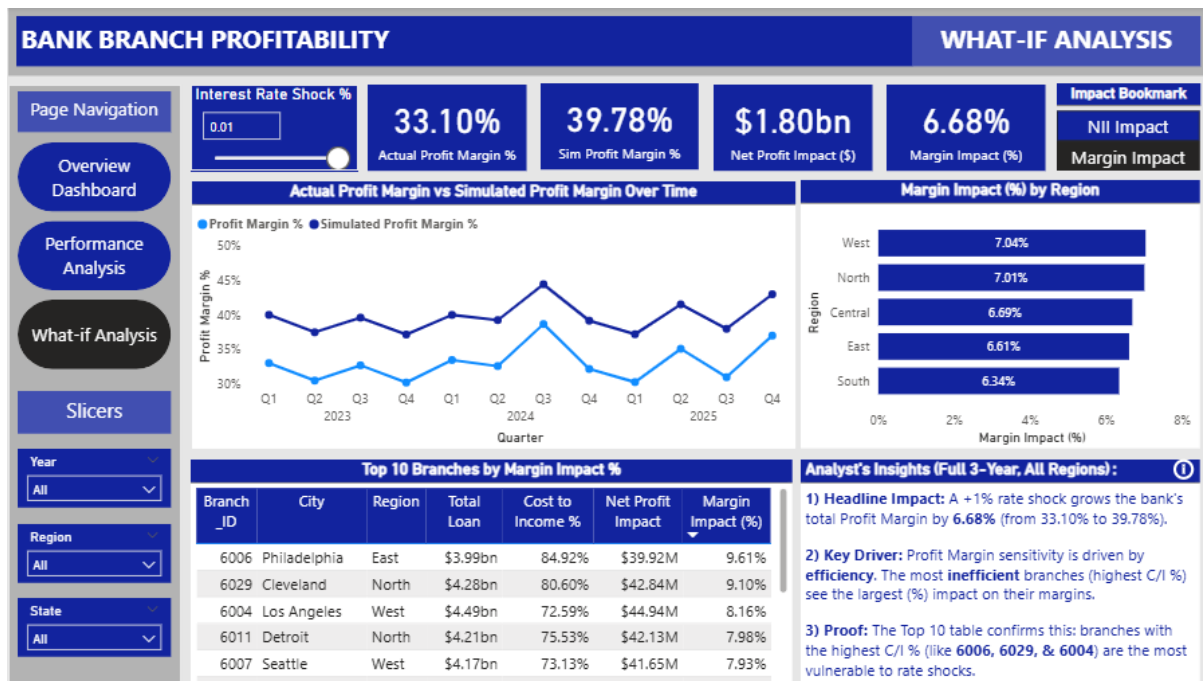 BANK BRANCH PROFITABILITY
WHAT-IF ANALYSIS
Page Navigation
Overview
Dashboard
Performance
Analysis
What-if Analysis
Slicers
Year
All
Region
All
State
All
Interest Rate Shock %
0.01
33.10%
Actual Profit Margin %
39.78%
Sim Profit Margin %
$1.80bn
Net Profit Impact ($)
6.68%
Margin Impact (%)
Impact Bookmark
NII Impact
Margin Impact
Actual Profit Margin vs Simulated Profit Margin Over Time
Profit Margin % Simulated Profit Margin %
Profit Margin %
50%
45%
40%
35%
30%
Q1 Q2 Q3 Q4 Q1 Q2 Q3 Q4 Q1 Q2 Q3 Q4
2023 2024 2025
Quarter
Margin Impact (%) by Region
Region
West 7.04%
North 7.01%
Central 6.69%
East 6.61%
South 6.34%
0% 2% 4% 6% 8%
Margin Impact (%)
Top 10 Branches by Margin Impact %
Branch City Region Total Cost to Net Profit Margin
_ID Loan Income % Impact Impact (%)
6006 Philadelphia East $3.99bn 84.92% $39.92M 9.61%
6029 Cleveland North $4.28bn 80.60% $42.84M 9.10%
6004 Los Angeles West $4.49bn 72.59% $44.94M 8.16%
6011 Detroit North $4.21bn 75.53% $42.13M 7.98%
6007 Seattle West $4.17bn 73.13% $41.65M 7.93%
Analyst's Insights (Full 3-Year, All Regions) :
1) Headline Impact: A +1% rate shock grows the bank's
total Profit Margin by 6.68% (from 33.10% to 39.78%).
2) Key Driver: Profit Margin sensitivity is driven by
efficiency. The most inefficient branches (highest C/I %)
see the largest (%) impact on their margins.
3) Proof: The Top 10 table confirms this: branches with
the highest C/I % (like 6006, 6029, & 6004) are the most
vulnerable to rate shocks.